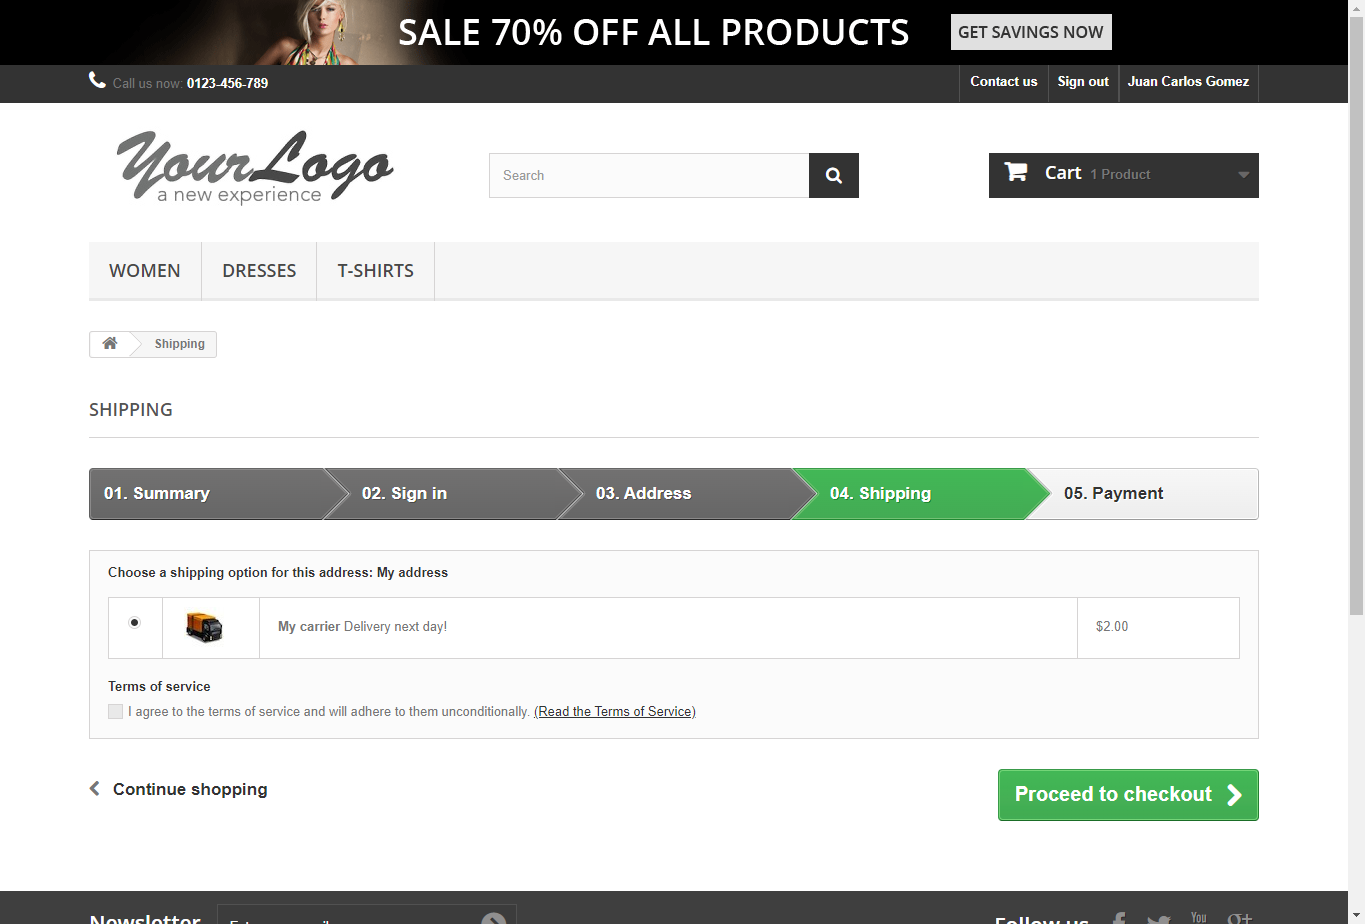 SALE 70% OFF ALL PRODUCTS
GET SAVINGS NOW
Call us now: 0123-456-789
Contact us
Sign out
Juan Carlos Gomez
YourLogo
a new experience
Search
Cart 1 Product
WOMEN
DRESSES
T-SHIRTS
Shipping
SHIPPING
01. Summary
02. Sign in
03. Address
04. Shipping
05. Payment
Choose a shipping option for this address: My address
My carrier Delivery next day!
$2.00
Terms of service
I agree to the terms of service and will adhere to them unconditionally. (Read the Terms of Service)
Continue shopping
Proceed to checkout
Newsletter
Follow us
You
g+